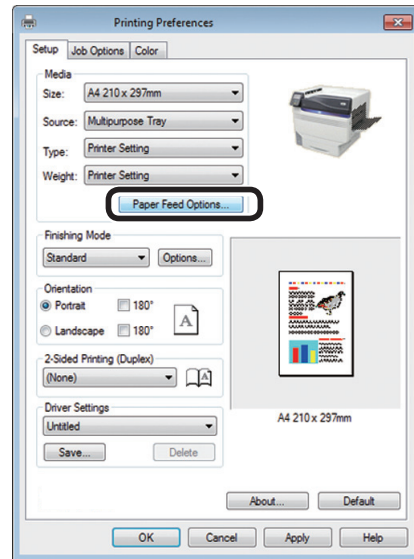 Printing Preferences
Setup Job Options Color
Media
Size: A4 210 x 297mm
Source: Multipurpose Tray
Type: Printer Setting
Weight: Printer Setting
Paper Feed Options...
Finishing Mode
Standard Options...
Orientation
Portrait 180°
Landscape 180°
A
2-Sided Printing (Duplex)
(None) A
Driver Settings
Untitled
Save... Delete
A4 210 x 297mm
About... Default
OK Cancel Apply Help